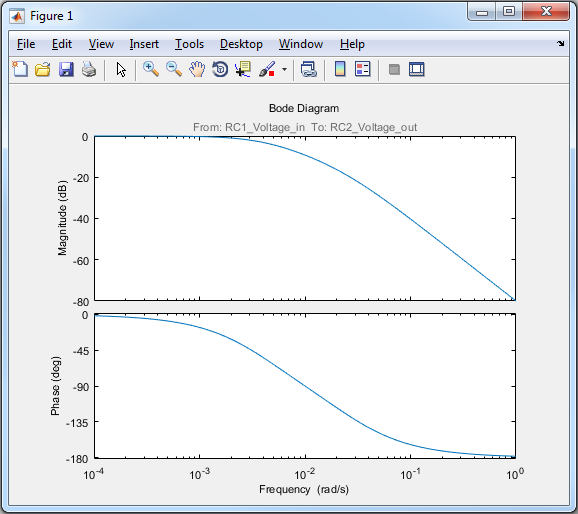 Figure 1
File Edit View Insert Tools Desktop Window Help
Bode Diagram
From: RC1_Voltage_in To: RC2_Voltage_out
Magnitude (dB)
0
-20
-40
-60
-80
Phase (deg)
0
-45
-90
-135
-180
10⁻⁴ 10⁻³ 10⁻² 10⁻¹ 10⁰
Frequency (rad/s)